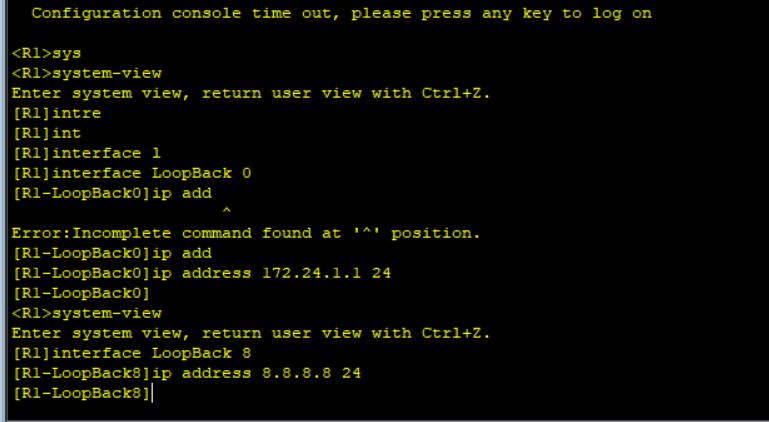 Configuration console time out, please press any key to log on
<R1>sys
<R1>system-view
Enter system view, return user view with Ctrl+Z.
[R1]intre
[R1]int
[R1]interface l
[R1]interface LoopBack 0
[R1-LoopBack0]ip add
^
Error:Incomplete command found at '^' position.
[R1-LoopBack0]ip add
[R1-LoopBack0]ip address 172.24.1.1 24
[R1-LoopBack0]
<R1>system-view
Enter system view, return user view with Ctrl+Z.
[R1]interface LoopBack 8
[R1-LoopBack8]ip address 8.8.8.8 24
[R1-LoopBack8]